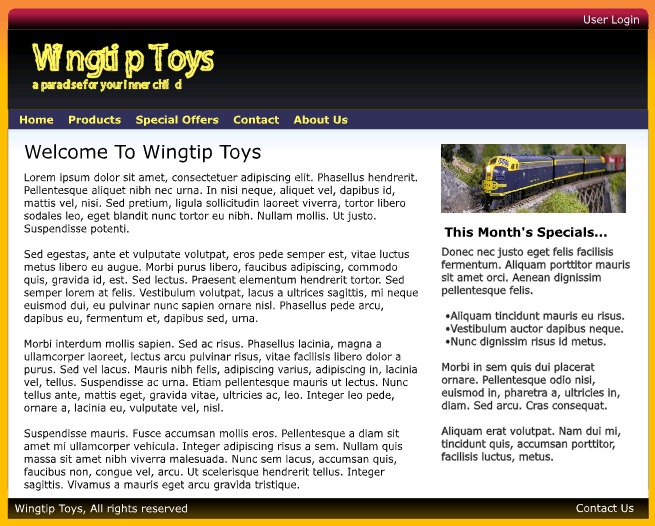 User Login
Wingtip Toys
a paradise for your inner child
Home Products Special Offers Contact About Us
Welcome To Wingtip Toys
Lorem ipsum dolor sit amet, consectetuer adipiscing elit. Phasellus hendrerit.
Pellentesque aliquet nibh nec urna. In nisi neque, aliquet vel, dapibus id,
mattis vel, nisi. Sed pretium, ligula sollicitudin laoreet viverra, tortor libero
sodales leo, eget blandit nunc tortor eu nibh. Nullam mollis. Ut justo.
Suspendisse potenti.
Sed egestas, ante et vulputate volutpat, eros pede semper est, vitae luctus
metus libero eu augue. Morbi purus libero, faucibus adipiscing, commodo
quis, gravida id, est. Sed lectus. Praesent elementum hendrerit tortor. Sed
semper lorem at felis. Vestibulum volutpat, lacus a ultrices sagittis, mi neque
euismod dui, eu pulvinar nunc sapien ornare nisl. Phasellus pede arcu,
dapibus eu, fermentum et, dapibus sed, urna.
Morbi interdum mollis sapien. Sed ac risus. Phasellus lacinia, magna a
ullamcorper laoreet, lectus arcu pulvinar risus, vitae facilisis libero dolor a
purus. Sed vel lacus. Mauris nibh felis, adipiscing varius, adipiscing in, lacinia
vel, tellus. Suspendisse ac urna. Etiam pellentesque mauris ut lectus. Nunc
tellus ante, mattis eget, gravida vitae, ultricies ac, leo. Integer leo pede,
ornare a, lacinia eu, vulputate vel, nisl.
Suspendisse mauris. Fusce accumsan mollis eros. Pellentesque a diam sit
amet mi ullamcorper vehicula. Integer adipiscing risus a sem. Nullam quis
massa sit amet nibh viverra malesuada. Nunc sem lacus, accumsan quis,
faucibus non, congue vel, arcu. Ut scelerisque hendrerit tellus. Integer
sagittis. Vivamus a mauris eget arcu gravida tristique.
This Month's Specials...
Donec nec justo eget felis facilisis
fermentum. Aliquam porttitor mauris
sit amet orci. Aenean dignissim
pellentesque felis.
•Aliquam tincidunt mauris eu risus.
•Vestibulum auctor dapibus neque.
•Nunc dignissim risus id metus.
Morbi in sem quis dui placerat
ornare. Pellentesque odio nisi,
euismod in, pharetra a, ultricies in,
diam. Sed arcu. Cras consequat.
Aliquam erat volutpat. Nam dui mi,
tincidunt quis, accumsan porttitor,
facilisis luctus, metus.
Wingtip Toys, All rights reserved
Contact Us